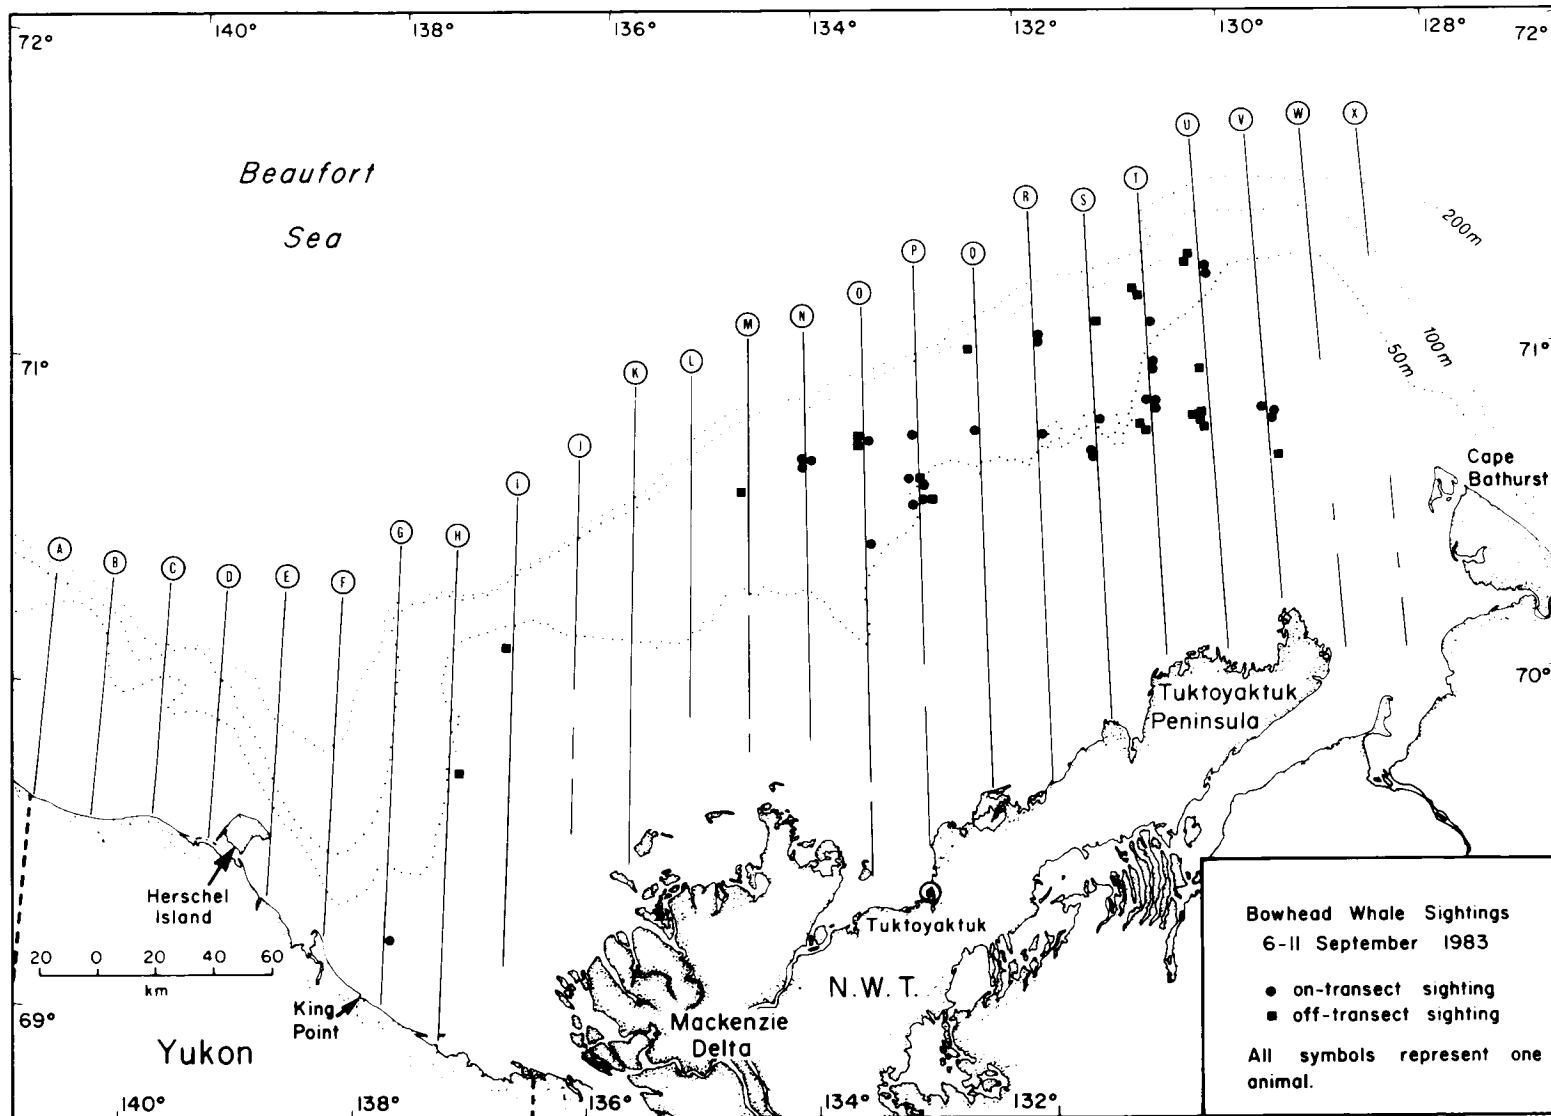 140°
138°
136°
134°
132°
130°
128°
72°
72°
Beaufort
Sea
A
B
C
D
E
F
G
H
I
J
K
L
M
N
O
P
Q
R
S
T
U
V
W
X
200m
100m
50m
71°
71°
Cape
Bathurst
70°
Tuktoyaktuk
Peninsula
Herschel
Island
Tuktoyaktuk
20 0 20 40 60
km
N.W.T.
King
Point
69°
Mackenzie
Delta
Yukon
Bowhead Whale Sightings
6-11 September 1983
on-transect sighting
off-transect sighting
All symbols represent one
animal.
140°
138°
136°
134°
132°